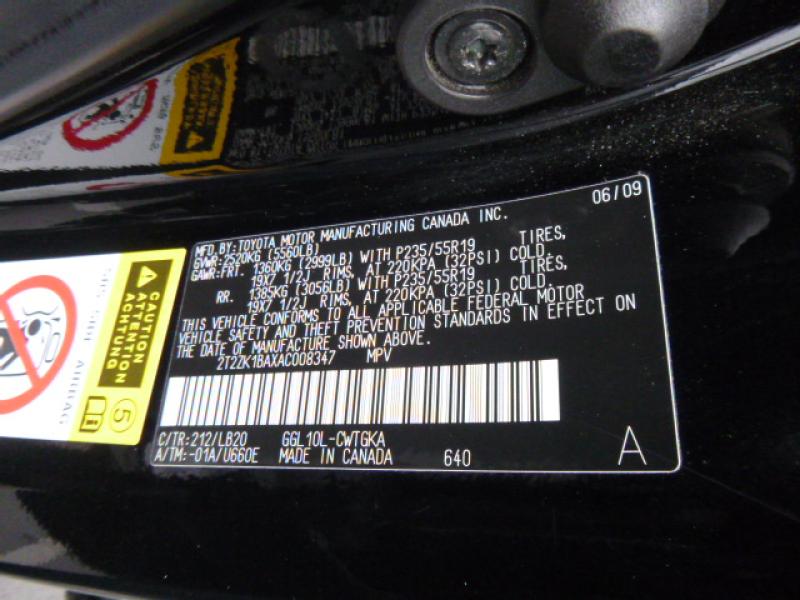 06/09
MFD.BY:TOYOTA MOTOR MANUFACTURING CANADA INC.
GVWR:2520KG (5560LB)
GAWR:FRT. 1360KG (2999LB) WITH P235/55R19 TIRES,
19X7 1/2J RIMS, AT 220KPA (32PSI) COLD.
RR. 1385KG (3056LB) WITH P235/55R19 TIRES,
19X7 1/2J RIMS, AT 220KPA (32PSI) COLD.
THIS VEHICLE CONFORMS TO ALL APPLICABLE FEDERAL MOTOR
VEHICLE SAFETY AND THEFT PREVENTION STANDARDS IN EFFECT ON
THE DATE OF MANUFACTURE SHOWN ABOVE.
2T2ZK1BAXAC008347 MPV
C/TR:212/LB20 GGL10L-CWTGKA
A/TM:-01A/U660E MADE IN CANADA 640
A
CAUTION
ATTENTION
ACHTUNG
SRS SIDE AIRBAG
5